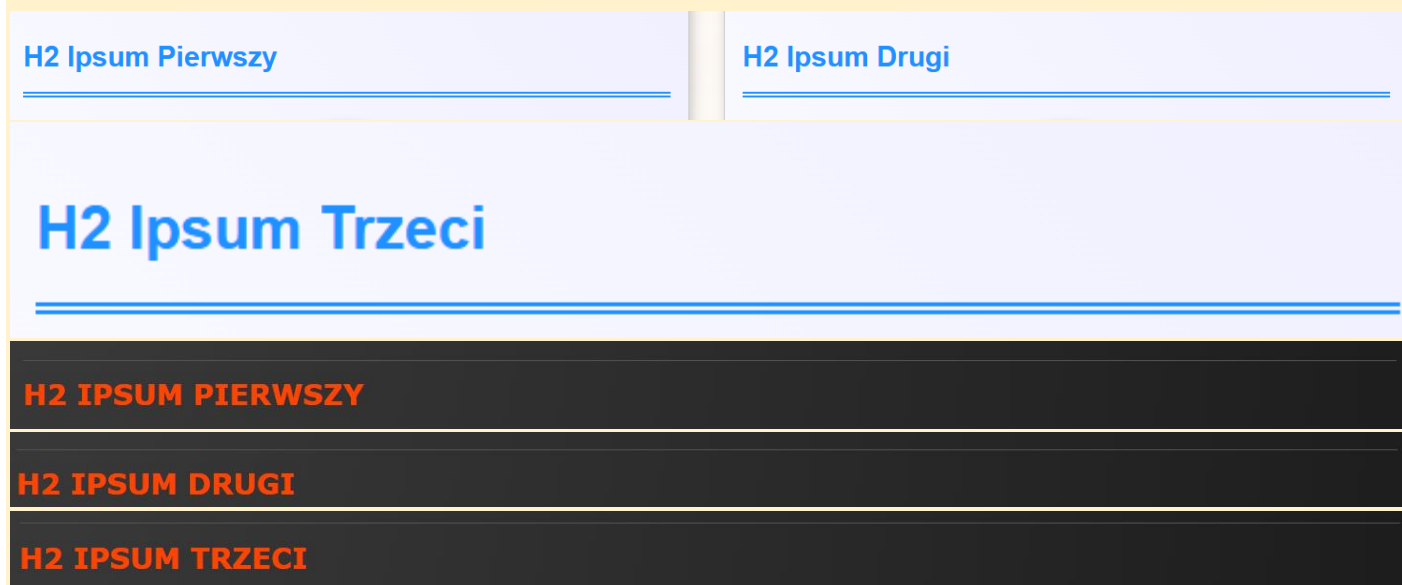 H2 Ipsum Pierwszy
H2 Ipsum Drugi
H2 Ipsum Trzeci
H2 IPSUM PIERWSZY
H2 IPSUM DRUGI
H2 IPSUM TRZECI